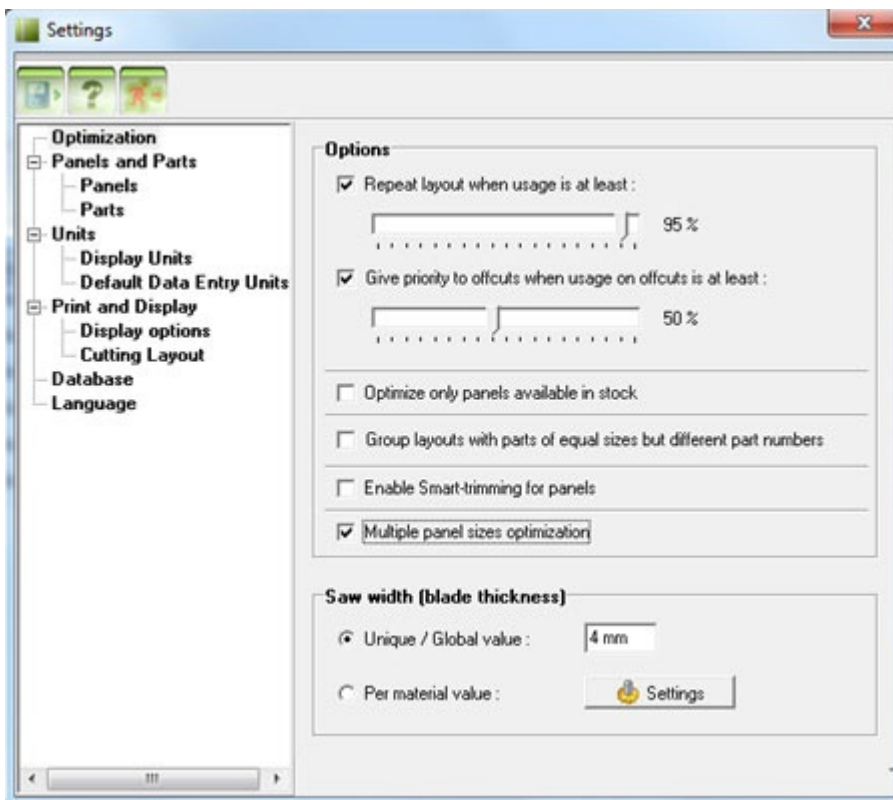 Settings
Optimization
Panels and Parts
Panels
Parts
Units
Display Units
Default Data Entry Units
Print and Display
Display options
Cutting Layout
Database
Language
Options
Repeat layout when usage is at least :
95 %
Give priority to offcuts when usage on offcuts is at least :
50 %
Optimize only panels available in stock
Group layouts with parts of equal sizes but different part numbers
Enable Smart-trimming for panels
Multiple panel sizes optimization
Saw width (blade thickness)
Unique / Global value :
4 mm
Per material value :
Settings